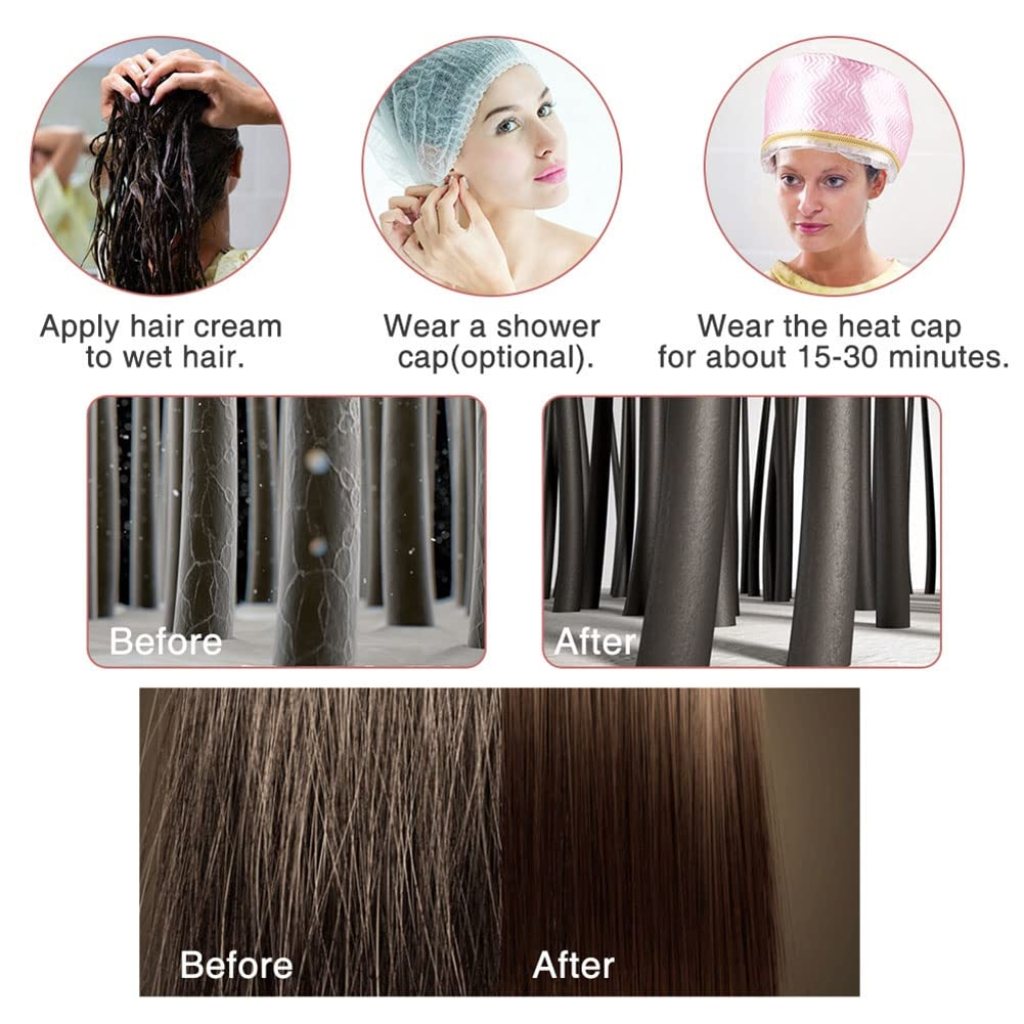 Apply hair cream
to wet hair.
Wear a shower
cap(optional).
Wear the heat cap
for about 15-30 minutes.
Before
After
Before
After